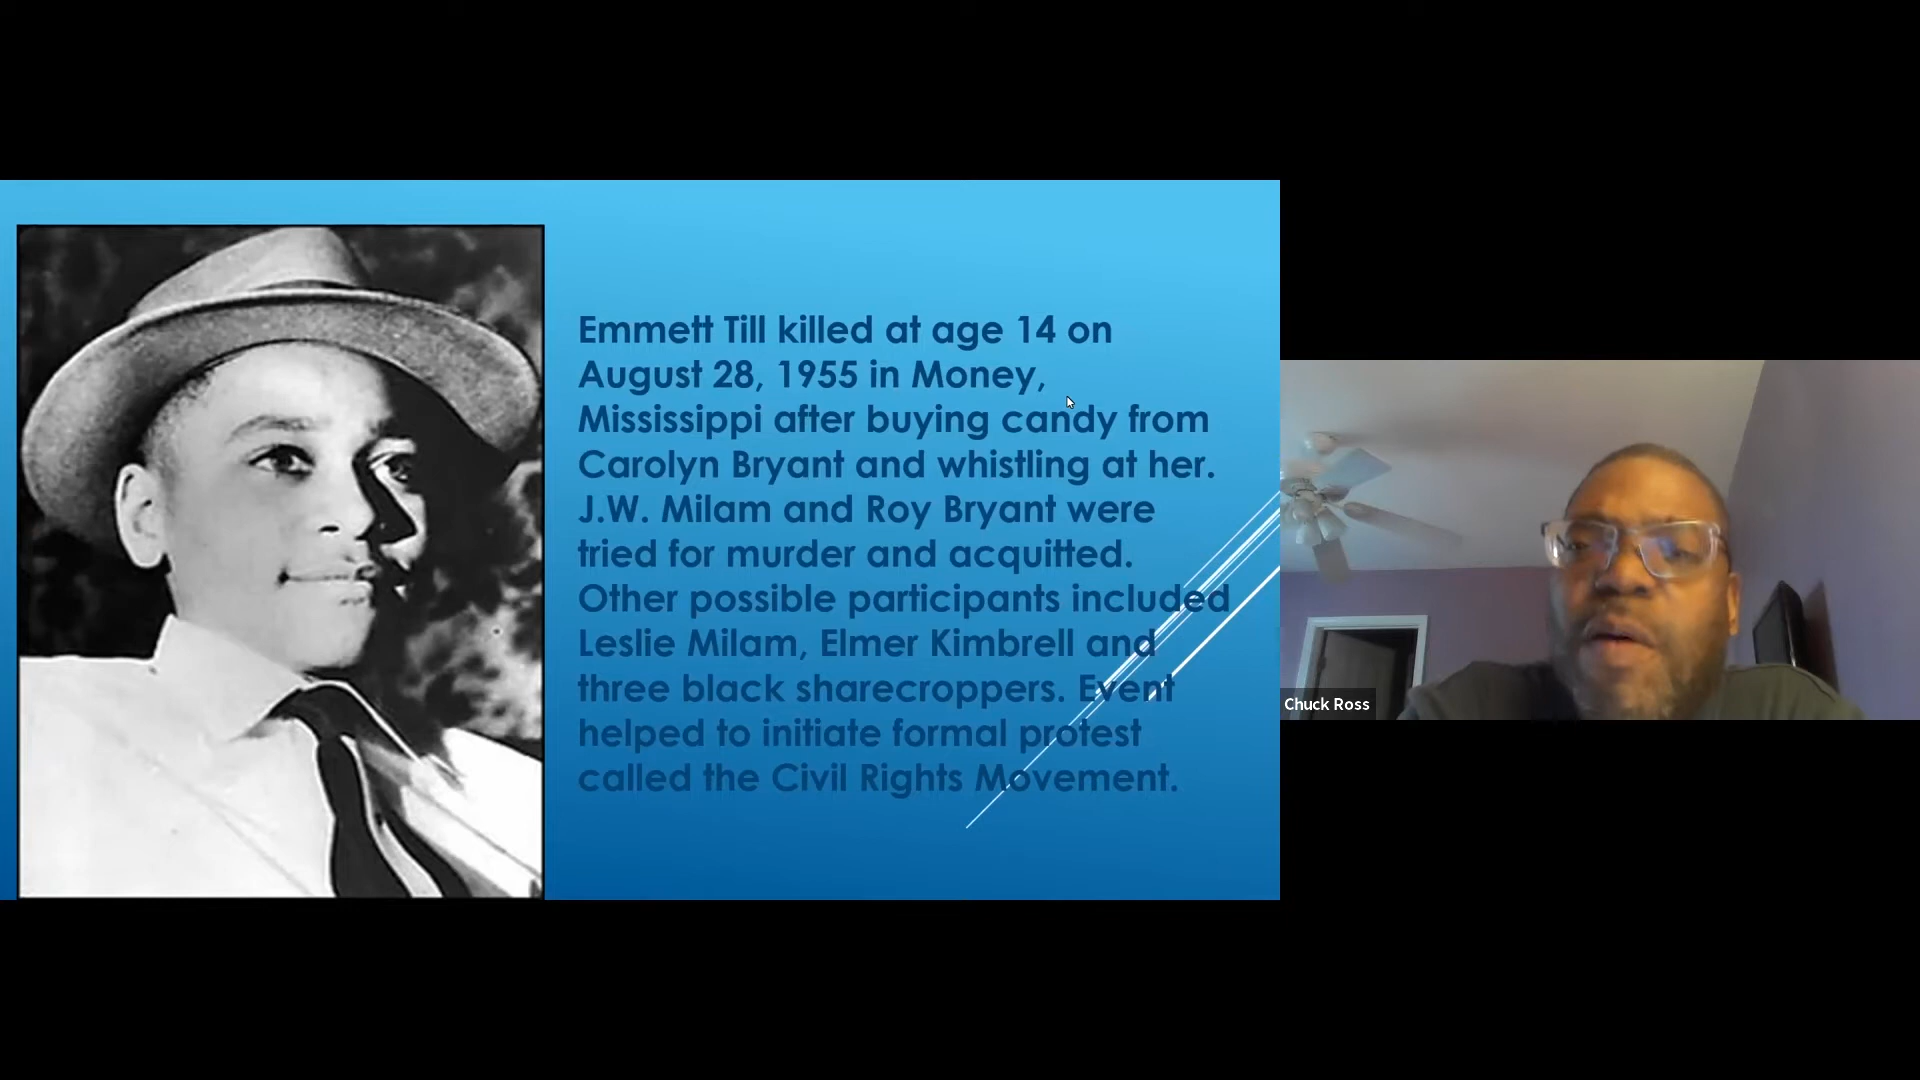 Emmett Till killed at age 14 on
August 28, 1955 in Money,
Mississippi after buying candy from
Carolyn Bryant and whistling at her.
J.W. Milam and Roy Bryant were
tried for murder and acquitted.
Other possible participants included
Leslie Milam, Elmer Kimbrell and
three black sharecroppers. Event
helped to initiate formal protest
called the Civil Rights Movement.
Chuck Ross